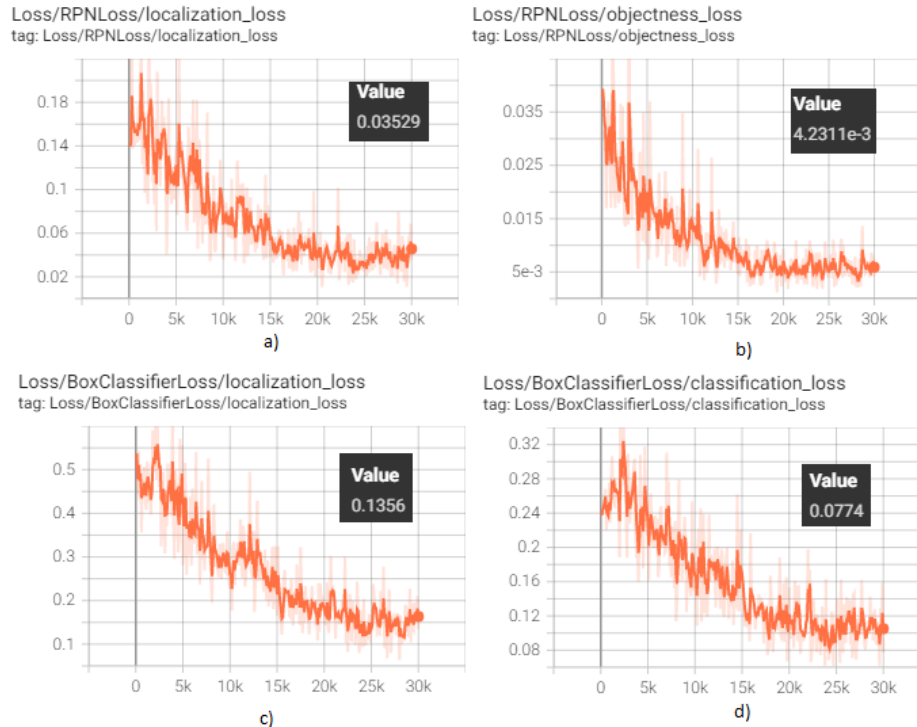 Loss/RPNLoss/localization_loss
tag: Loss/RPNLoss/localization_loss
0.18
0.14
0.1
0.06
0.02
Value
0.03529
0 5k 10k 15k 20k 25k 30k
a)
Loss/RPNLoss/objectness_loss
tag: Loss/RPNLoss/objectness_loss
0.035
0.025
0.015
5e-3
Value
4.2311e-3
0 5k 10k 15k 20k 25k 30k
b)
Loss/BoxClassifierLoss/localization_loss
tag: Loss/BoxClassifierLoss/localization_loss
0.5
0.4
0.3
0.2
0.1
Value
0.1356
0 5k 10k 15k 20k 25k 30k
c)
Loss/BoxClassifierLoss/classification_loss
tag: Loss/BoxClassifierLoss/classification_loss
0.32
0.28
0.24
0.2
0.16
0.12
0.08
Value
0.0774
0 5k 10k 15k 20k 25k 30k
d)